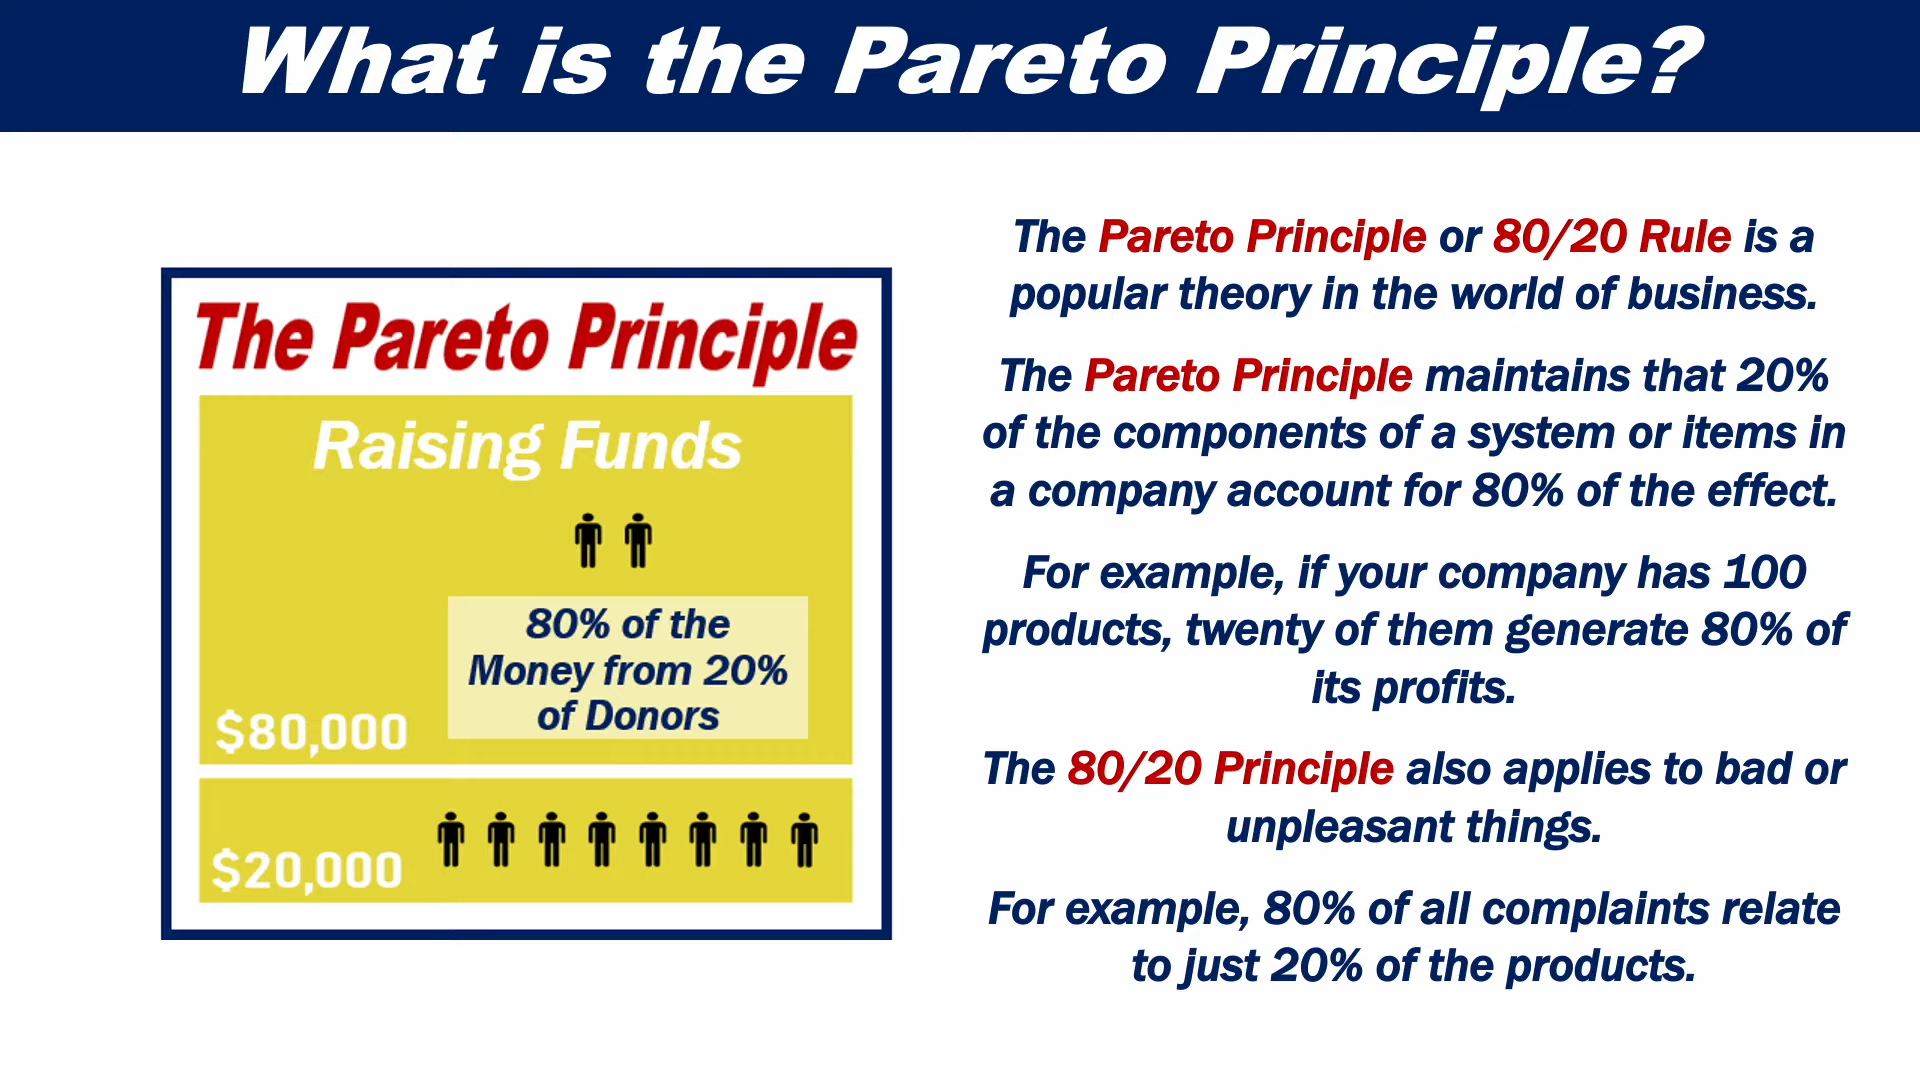 What is the Pareto Principle?
The Pareto Principle
Raising Funds
80% of the
Money from 20%
of Donors
$80,000
$20,000
The Pareto Principle or 80/20 Rule is a
popular theory in the world of business.
The Pareto Principle maintains that 20%
of the components of a system or items in
a company account for 80% of the effect.
For example, if your company has 100
products, twenty of them generate 80% of
its profits.
The 80/20 Principle also applies to bad or
unpleasant things.
For example, 80% of all complaints relate
to just 20% of the products.